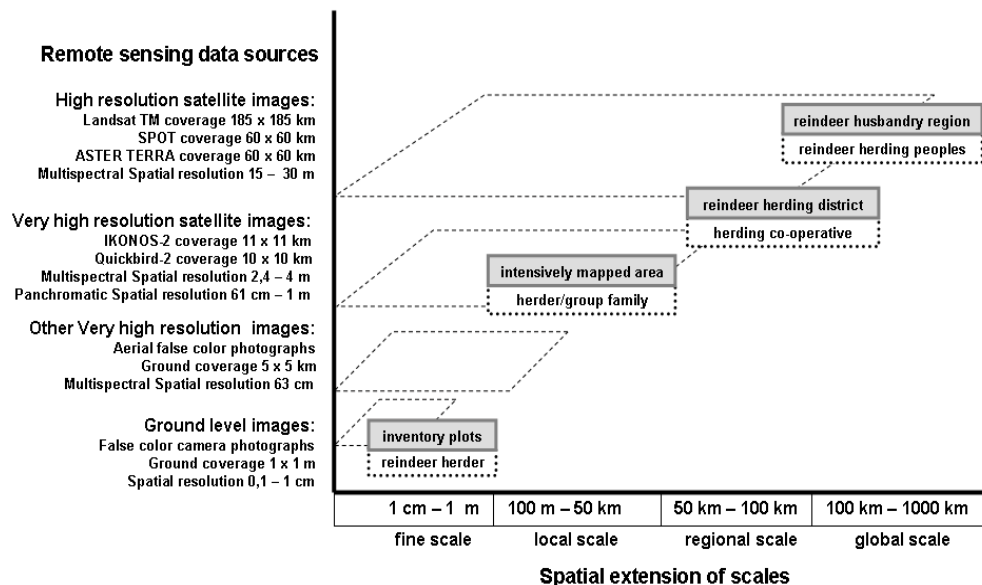 Remote sensing data sources
High resolution satellite images:
Landsat TM coverage 185 x 185 km
SPOT coverage 60 x 60 km
ASTER TERRA coverage 60 x 60 km
Multispectral Spatial resolution 15 – 30 m
Very high resolution satellite images:
IKONOS-2 coverage 11 x 11 km
Quickbird-2 coverage 10 x 10 km
Multispectral Spatial resolution 2,4 – 4 m
Panchromatic Spatial resolution 61 cm – 1 m
Other Very high resolution images:
Aerial false color photographs
Ground coverage 5 x 5 km
Multispectral Spatial resolution 63 cm
Ground level images:
False color camera photographs
Ground coverage 1 x 1 m
Spatial resolution 0,1 – 1 cm
reindeer husbandry region
reindeer herding peoples
reindeer herding district
herding co-operative
intensively mapped area
herder/group family
inventory plots
reindeer herder
1 cm – 1 m
100 m – 50 km
50 km – 100 km
100 km – 1000 km
fine scale
local scale
regional scale
global scale
Spatial extension of scales